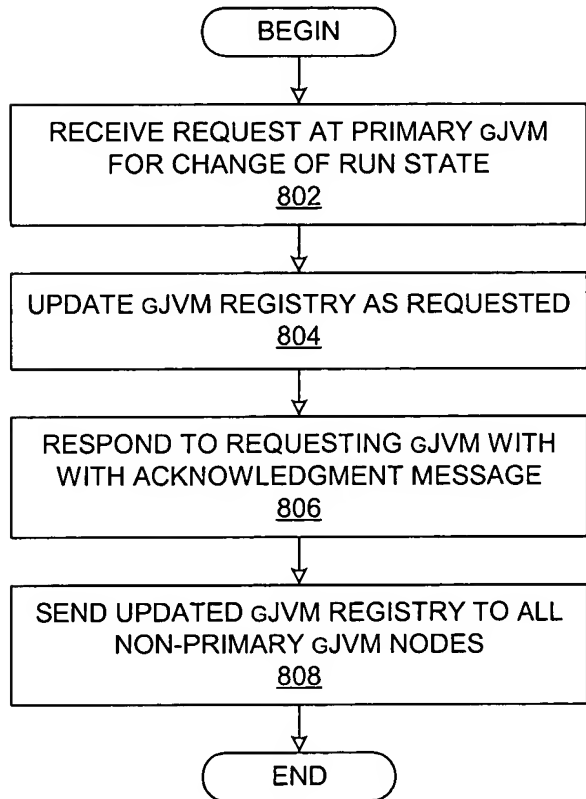 BEGIN
RECEIVE REQUEST AT PRIMARY GJVM
FOR CHANGE OF RUN STATE
802
UPDATE GJVM REGISTRY AS REQUESTED
804
RESPOND TO REQUESTING GJVM WITH
WITH ACKNOWLEDGMENT MESSAGE
806
SEND UPDATED GJVM REGISTRY TO ALL
NON-PRIMARY GJVM NODES
808
END